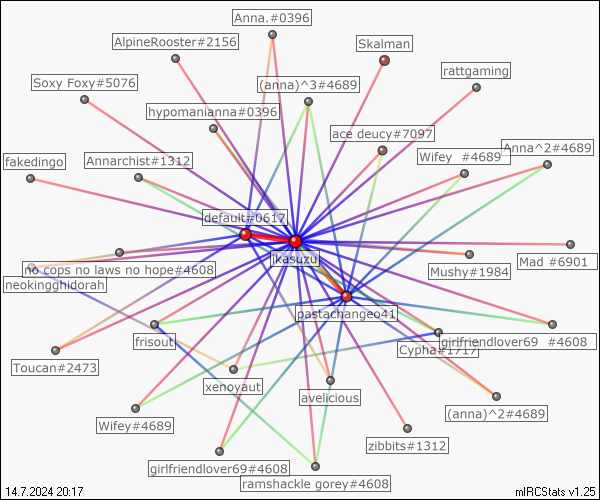 Anna.#0396
AlpineRooster#2156
Skalman
rattgaming
Soxy Foxy#5076
(anna)^3#4689
hypomanianna#0396
ace deucy#7097
Anna^2#4689
Wifey #4689
fakedingo
Annarchist#1312
default#0617
ikasuzu
Mad #6901
no cops no laws no hope#4608
Mushy#1984
neokingghidorah
pastachangeo41
frisout
girlfriendlover69 #4608
Cypha#1717
Toucan#2473
xenoyaut
avelicious
(anna)^2#4689
Wifey#4689
zibbits#1312
girlfriendlover69#4608
ramshackle gorey#4608
14.7.2024 20:17
mIRCStats v1.25